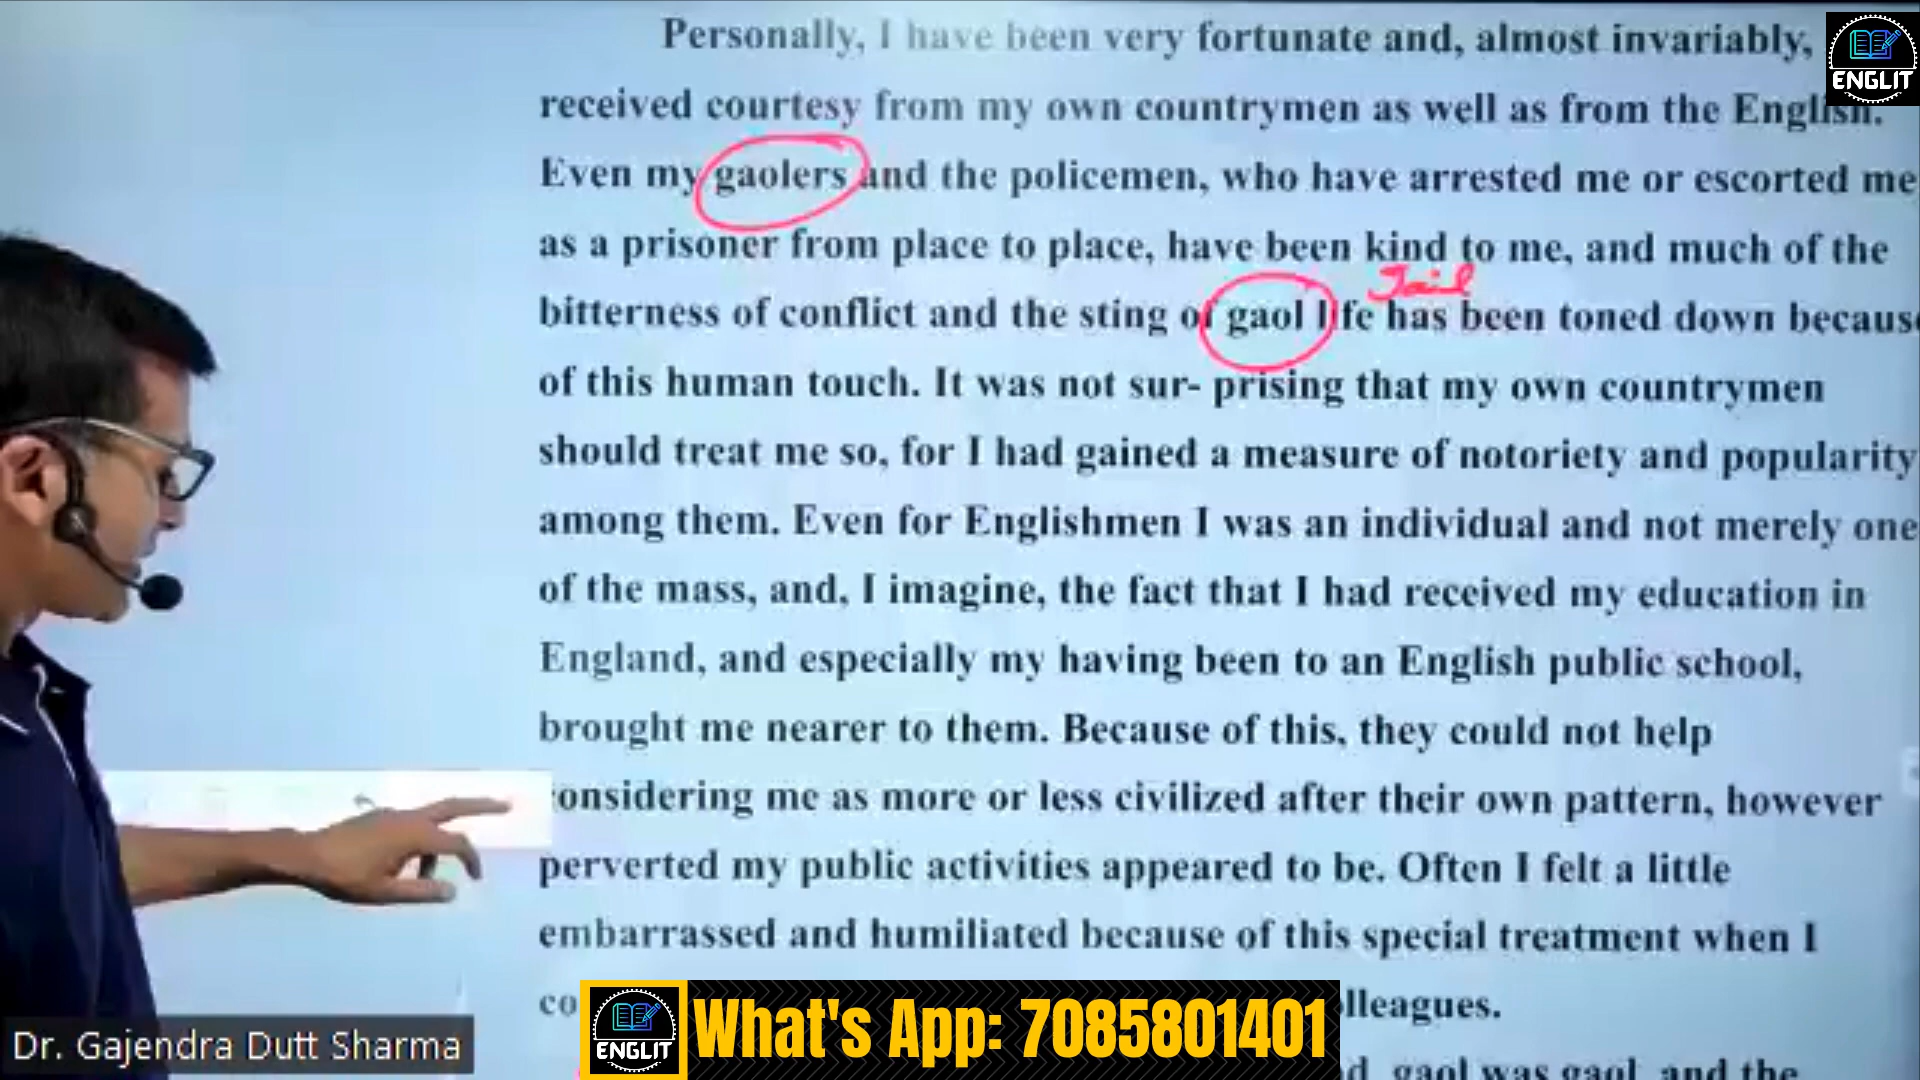 Personally, I have been very fortunate and, almost invariably,
received courtesy from my own countrymen as well as from the English.
Even my gaolers and the policemen, who have arrested me or escorted me
as a prisoner from place to place, have been kind to me, and much of the
Jail
bitterness of conflict and the sting of gaol life has been toned down because
of this human touch. It was not sur- prising that my own countrymen
should treat me so, for I had gained a measure of notoriety and popularity
among them. Even for Englishmen I was an individual and not merely one
of the mass, and, I imagine, the fact that I had received my education in
England, and especially my having been to an English public school,
brought me nearer to them. Because of this, they could not help
considering me as more or less civilized after their own pattern, however
perverted my public activities appeared to be. Often I felt a little
embarrassed and humiliated because of this special treatment when I
co olleagues.
gaol was gaol, and the
ENGLIT
ENGLIT
What's App: 7085801401
Dr. Gajendra Dutt Sharma